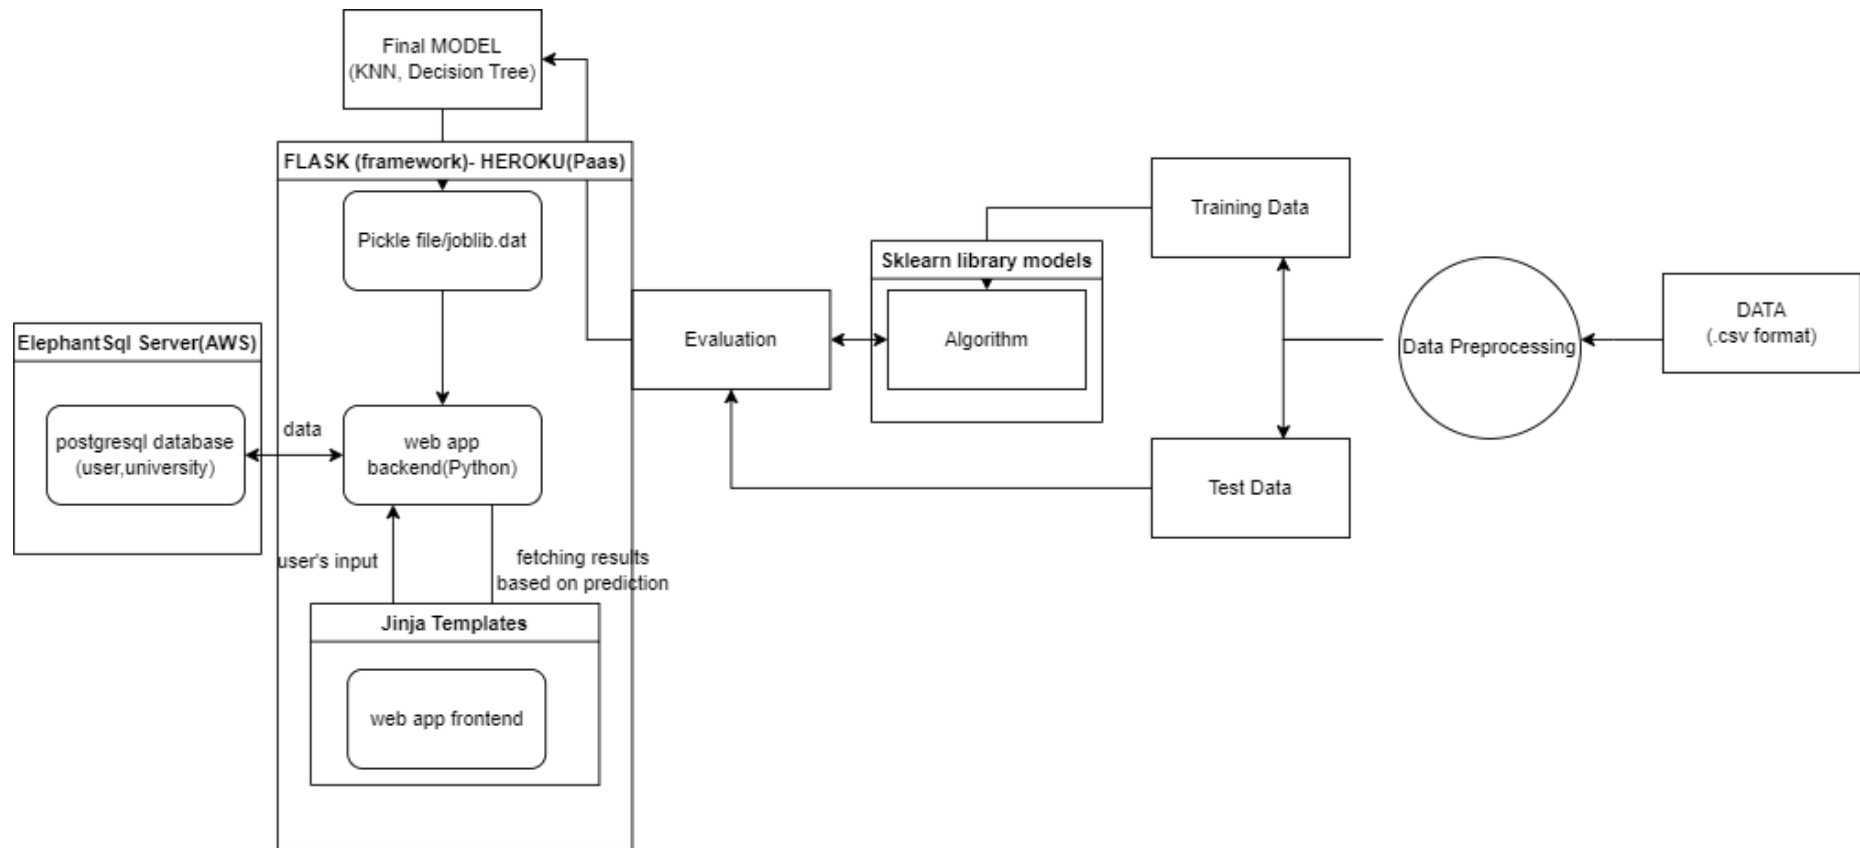 Final MODEL
(KNN, Decision Tree)
FLASK (framework)- HEROKU(Paas)
Pickle file/joblib.dat
ElephantSql Server(AWS)
postgresql database
(user,university)
data
web app
backend(Python)
user's input
fetching results
based on prediction
Jinja Templates
web app frontend
Evaluation
Sklearn library models
Algorithm
Training Data
Test Data
Data Preprocessing
DATA
(.csv format)